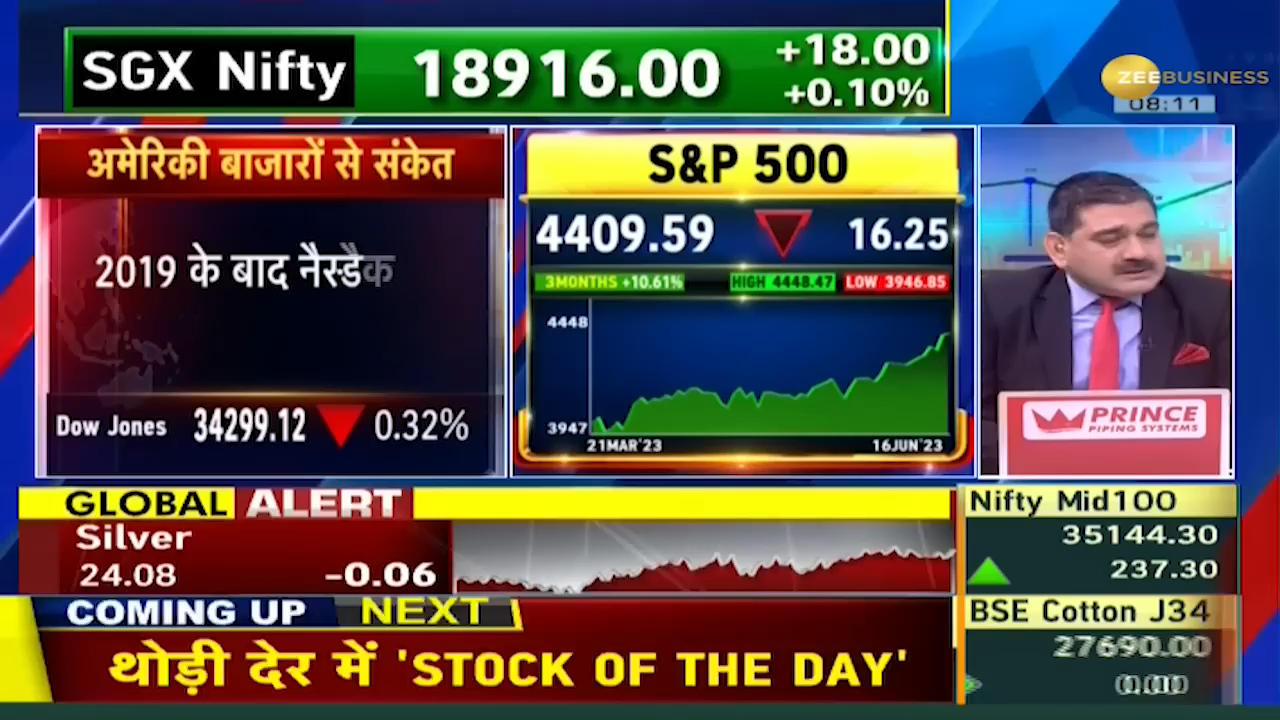 SGX Nifty 18916.00 +18.00
+0.10%
ZEEBUSINESS
08:11
अमेरिकी बाजारों से संकेत
2019 के बाद नैस्डैक
Dow Jones 34299.12 0.32%
S&P 500
4409.59 16.25
3MONTHS +10.61% HIGH 4448.47 LOW 3946.85
4448
3947
21MAR'23 16JUN'23
PRINCE
PIPING SYSTEMS
GLOBAL ALERT
Silver
24.08 -0.06
Nifty Mid100
35144.30
237.30
COMING UP NEXT
थोड़ी देर में 'STOCK OF THE DAY'
BSE Cotton J34
27690.00
0.00